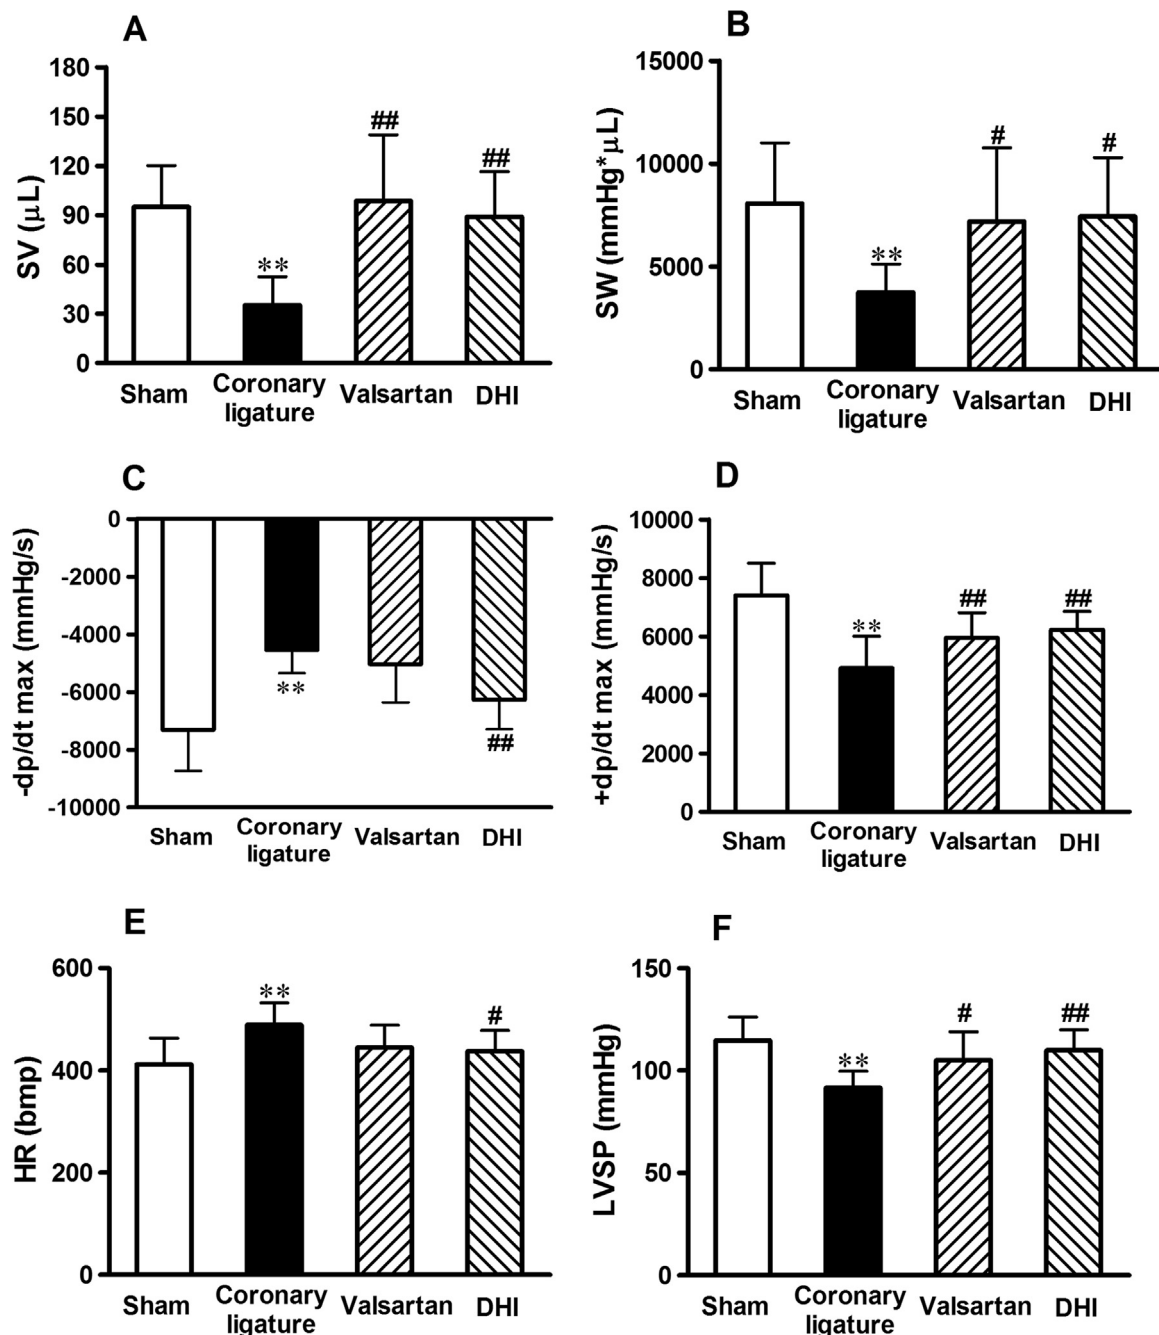 A
SV (μL)
180
150
120
90
60
30
0
**
##
##
Sham
Coronary
ligature
Valsartan
DHI
B
SW (mmHg*μL)
15000
10000
5000
0
**
#
#
Sham
Coronary
ligature
Valsartan
DHI
C
-dp/dt max (mmHg/s)
0
-2000
-4000
-6000
-8000
-10000
**
##
Sham
Coronary
ligature
Valsartan
DHI
D
+dp/dt max (mmHg/s)
10000
8000
6000
4000
2000
0
**
##
##
Sham
Coronary
ligature
Valsartan
DHI
E
HR (bmp)
600
400
200
0
**
#
Sham
Coronary
ligature
Valsartan
DHI
F
LVSP (mmHg)
150
100
50
0
**
#
##
Sham
Coronary
ligature
Valsartan
DHI